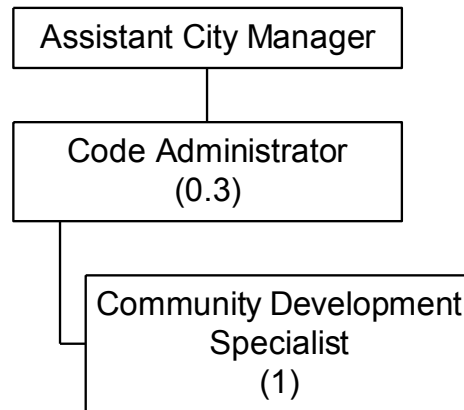 Assistant City Manager
Code Administrator
(0.3)
Community Development
Specialist
(1)